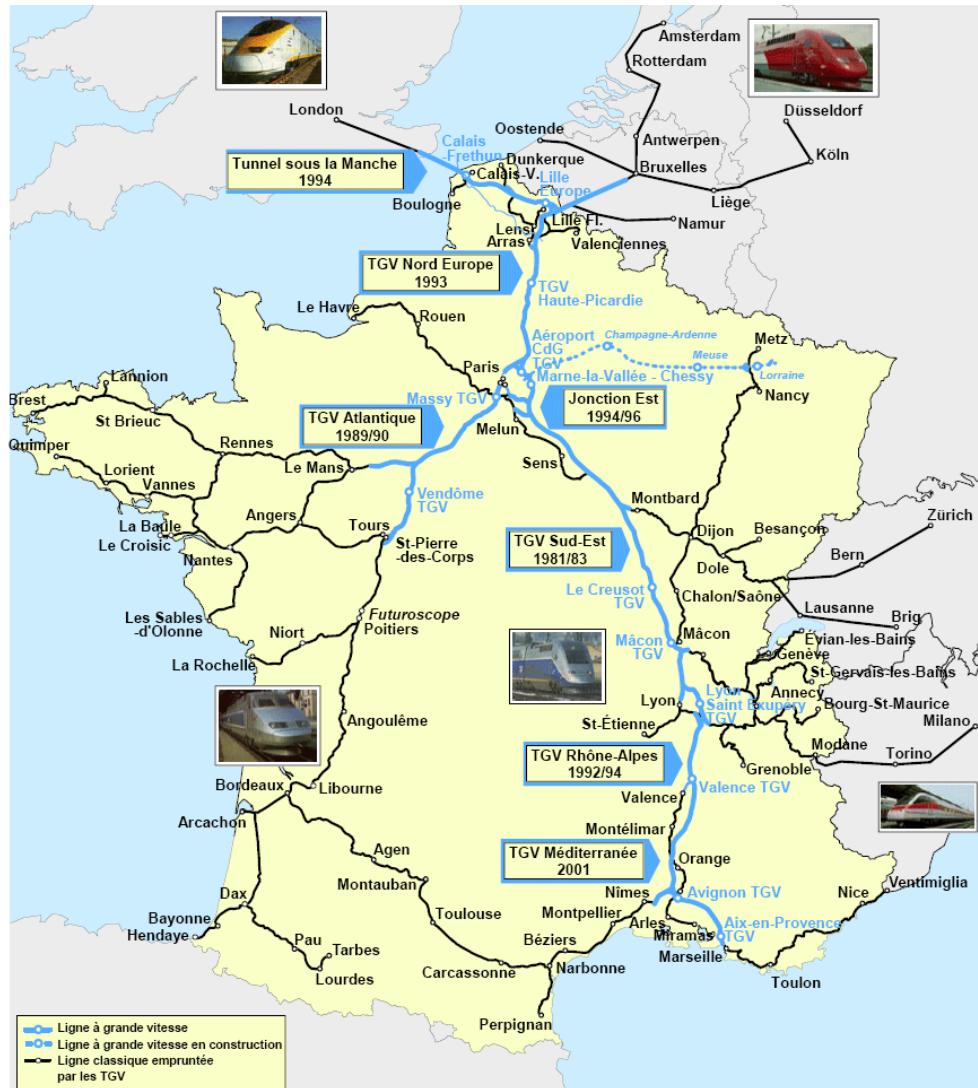 Amsterdam
Rotterdam
London
Düsseldorf
Oostende
Antwerpen
Calais
-Frethun
Dunkerque
Köln
Tunnel sous la Manche
1994
Calais-V.
Bruxelles
Lille
Europe
Liège
Boulogne
Lille Fl.
Namur
Lens
Arras
Valenciennes
TGV Nord Europe
1993
TGV
Haute-Picardie
Le Havre
Rouen
Aéroport
CdG
TGV
Champagne-Ardenne
Metz
Meuse
Lorraine
Paris
Marne-la-Vallée - Chessy
Lannion
Massy TGV
Jonction Est
1994/96
Nancy
Brest
St Brieuc
TGV Atlantique
1989/90
Melun
Quimper
Rennes
Sens
Le Mans
Lorient
Vannes
Vendôme
TGV
Montbard
Zürich
Angers
La Baule
Le Croisic
Tours
Dijon
Besançon
St-Pierre
-des-Corps
TGV Sud-Est
1981/83
Nantes
Dole
Bern
Le Creusot
TGV
Chalon/Saône
Lausanne
Les Sables
-d'Olonne
Futuroscope
Poitiers
Brig
Niort
Mâcon
TGV
Mâcon
Évian-les-Bains
Genève
La Rochelle
St-Gervais-les-Bains
Lyon
Lyon
Saint Exupéry
TGV
Annecy
Bourg-St-Maurice
Angoulême
St-Étienne
Milano
Modane
Torino
TGV Rhône-Alpes
1992/94
Grenoble
Bordeaux
Libourne
Valence TGV
Valence
Arcachon
Montélimar
Agen
TGV Méditerranée
2001
Orange
Montauban
Nîmes
Avignon TGV
Nice
Ventimiglia
Dax
Toulouse
Montpellier
Arles
Miramas
Aix-en-Provence
TGV
Bayonne
Hendaye
Béziers
Marseille
Pau
Tarbes
Lourdes
Carcassonne
Narbonne
Toulon
Perpignan
Ligne à grande vitesse
Ligne à grande vitesse en construction
Ligne classique empruntée
par les TGV